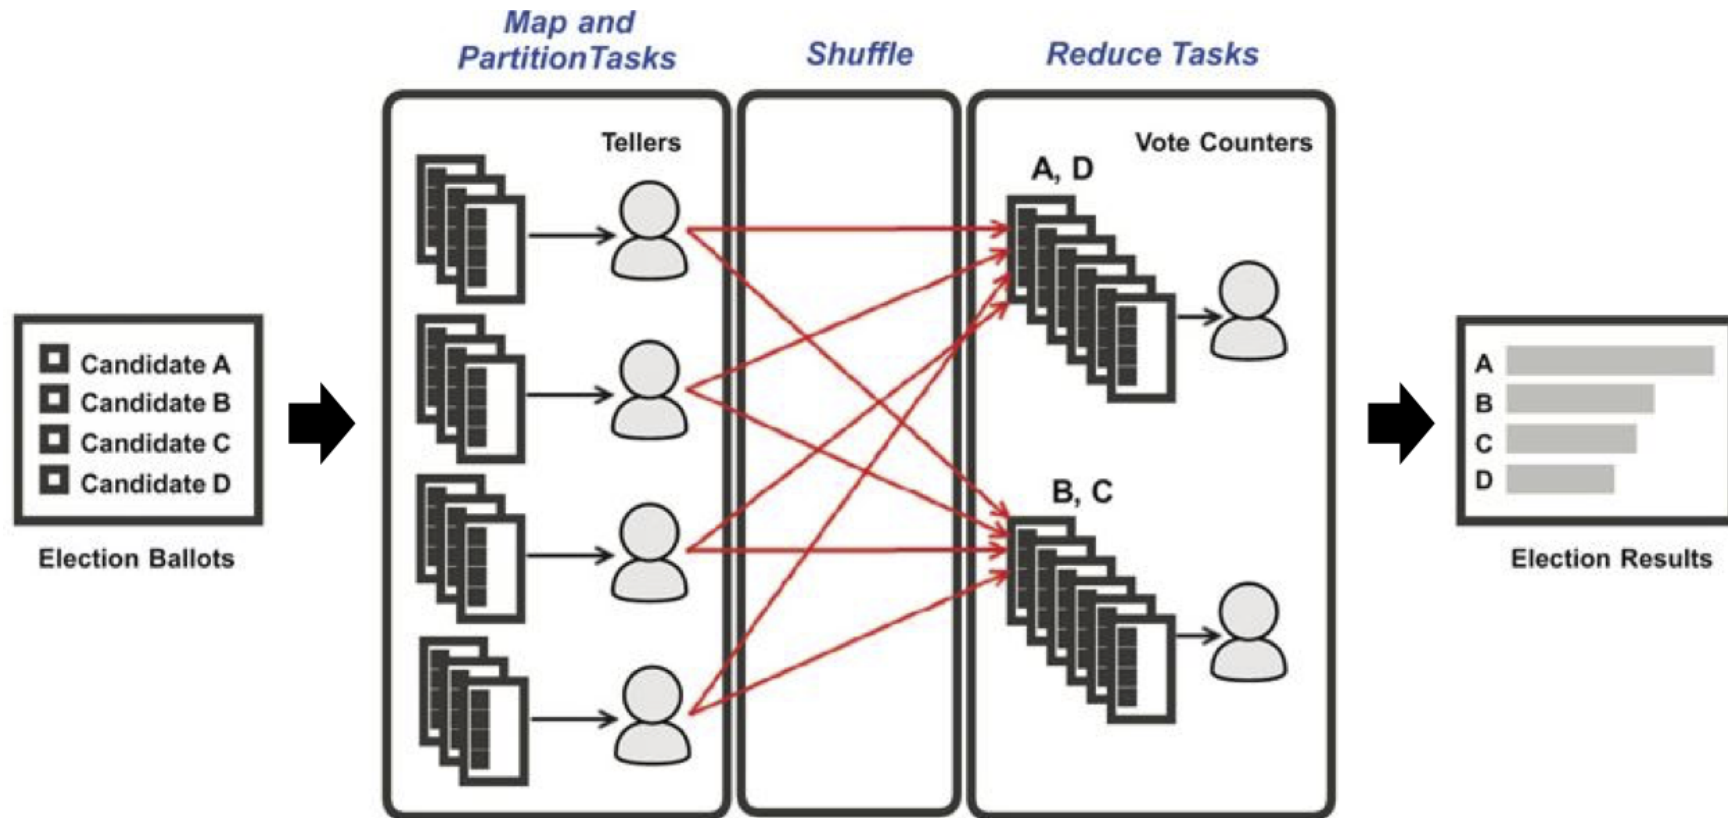 Map and
PartitionTasks
Shuffle
Reduce Tasks
Tellers
Vote Counters
A, D
B, C
Candidate A
Candidate B
Candidate C
Candidate D
Election Ballots
A
B
C
D
Election Results